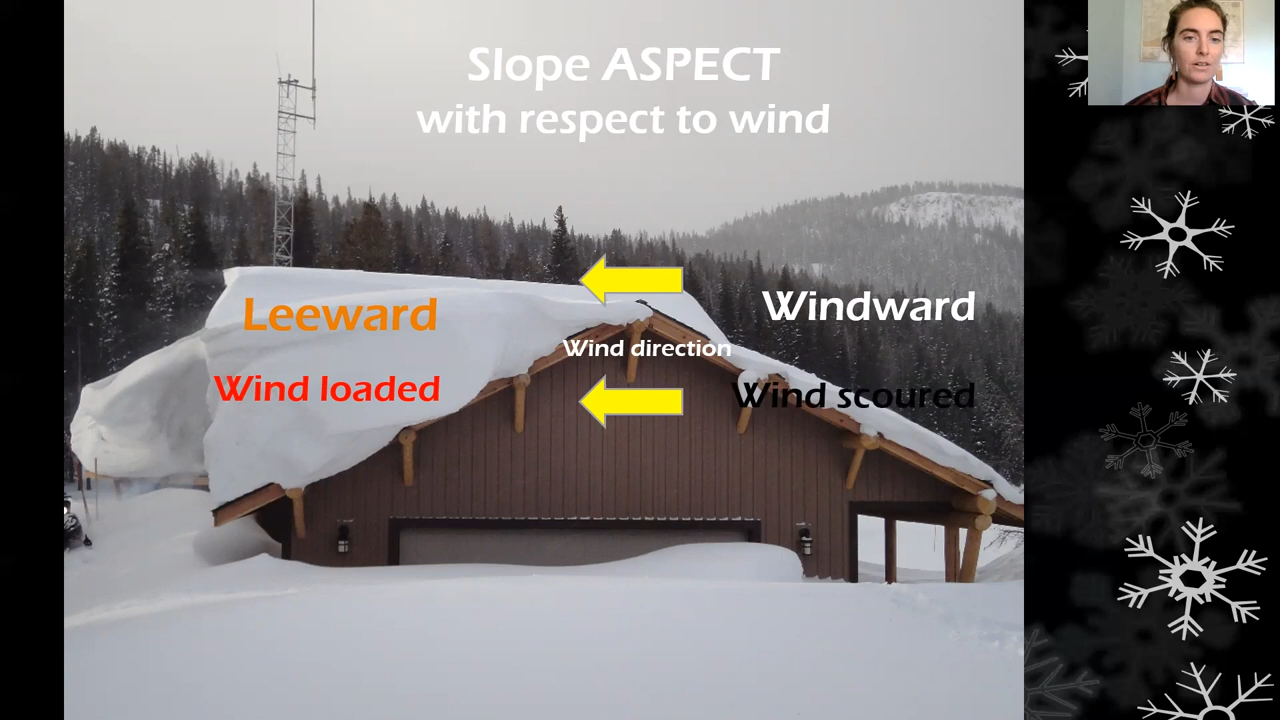 Slope ASPECT
with respect to wind
Leeward
Windward
Wind direction
Wind loaded
Wind scoured